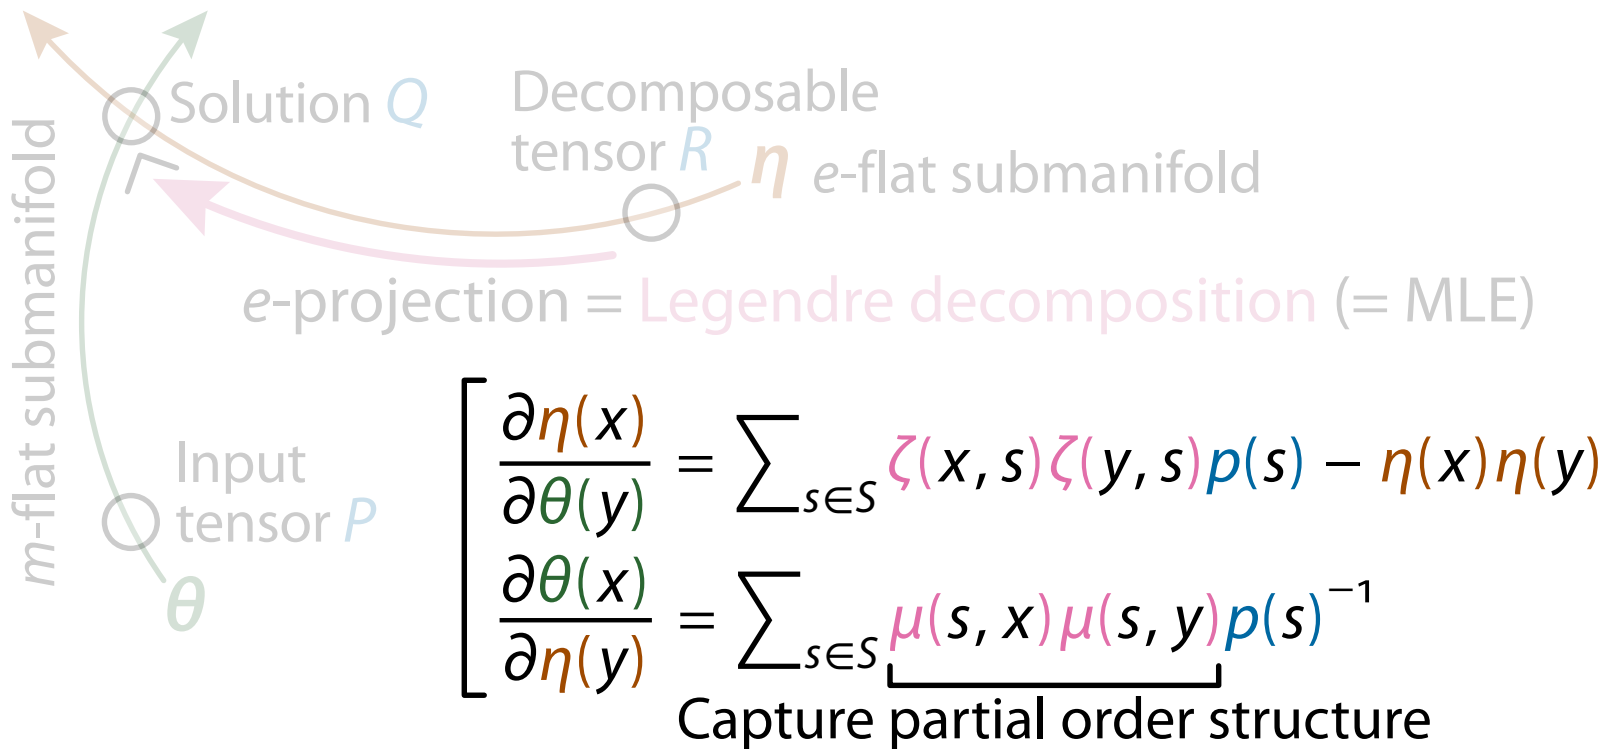 m-flat submanifold
Solution Q
Decomposable
tensor R
η e-flat submanifold
e-projection = Legendre decomposition (= MLE)
Input
tensor P
θ
∂η(x)/∂θ(y) = ∑_{s∈S} ζ(x, s)ζ(y, s)p(s) − η(x)η(y)
∂θ(x)/∂η(y) = ∑_{s∈S} μ(s, x)μ(s, y)p(s)⁻¹
Capture partial order structure